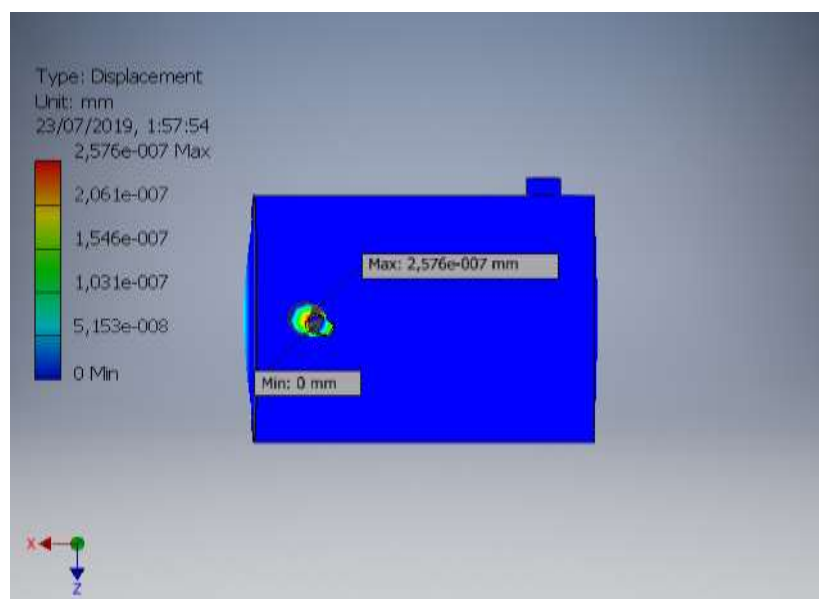 Type: Displacement
Unit: mm
23/07/2019, 1:57:54
2,576e-007 Max
2,061e-007
1,546e-007
1,031e-007
5,153e-008
0 Min
Max: 2,576e-007 mm
Min: 0 mm
X
Z